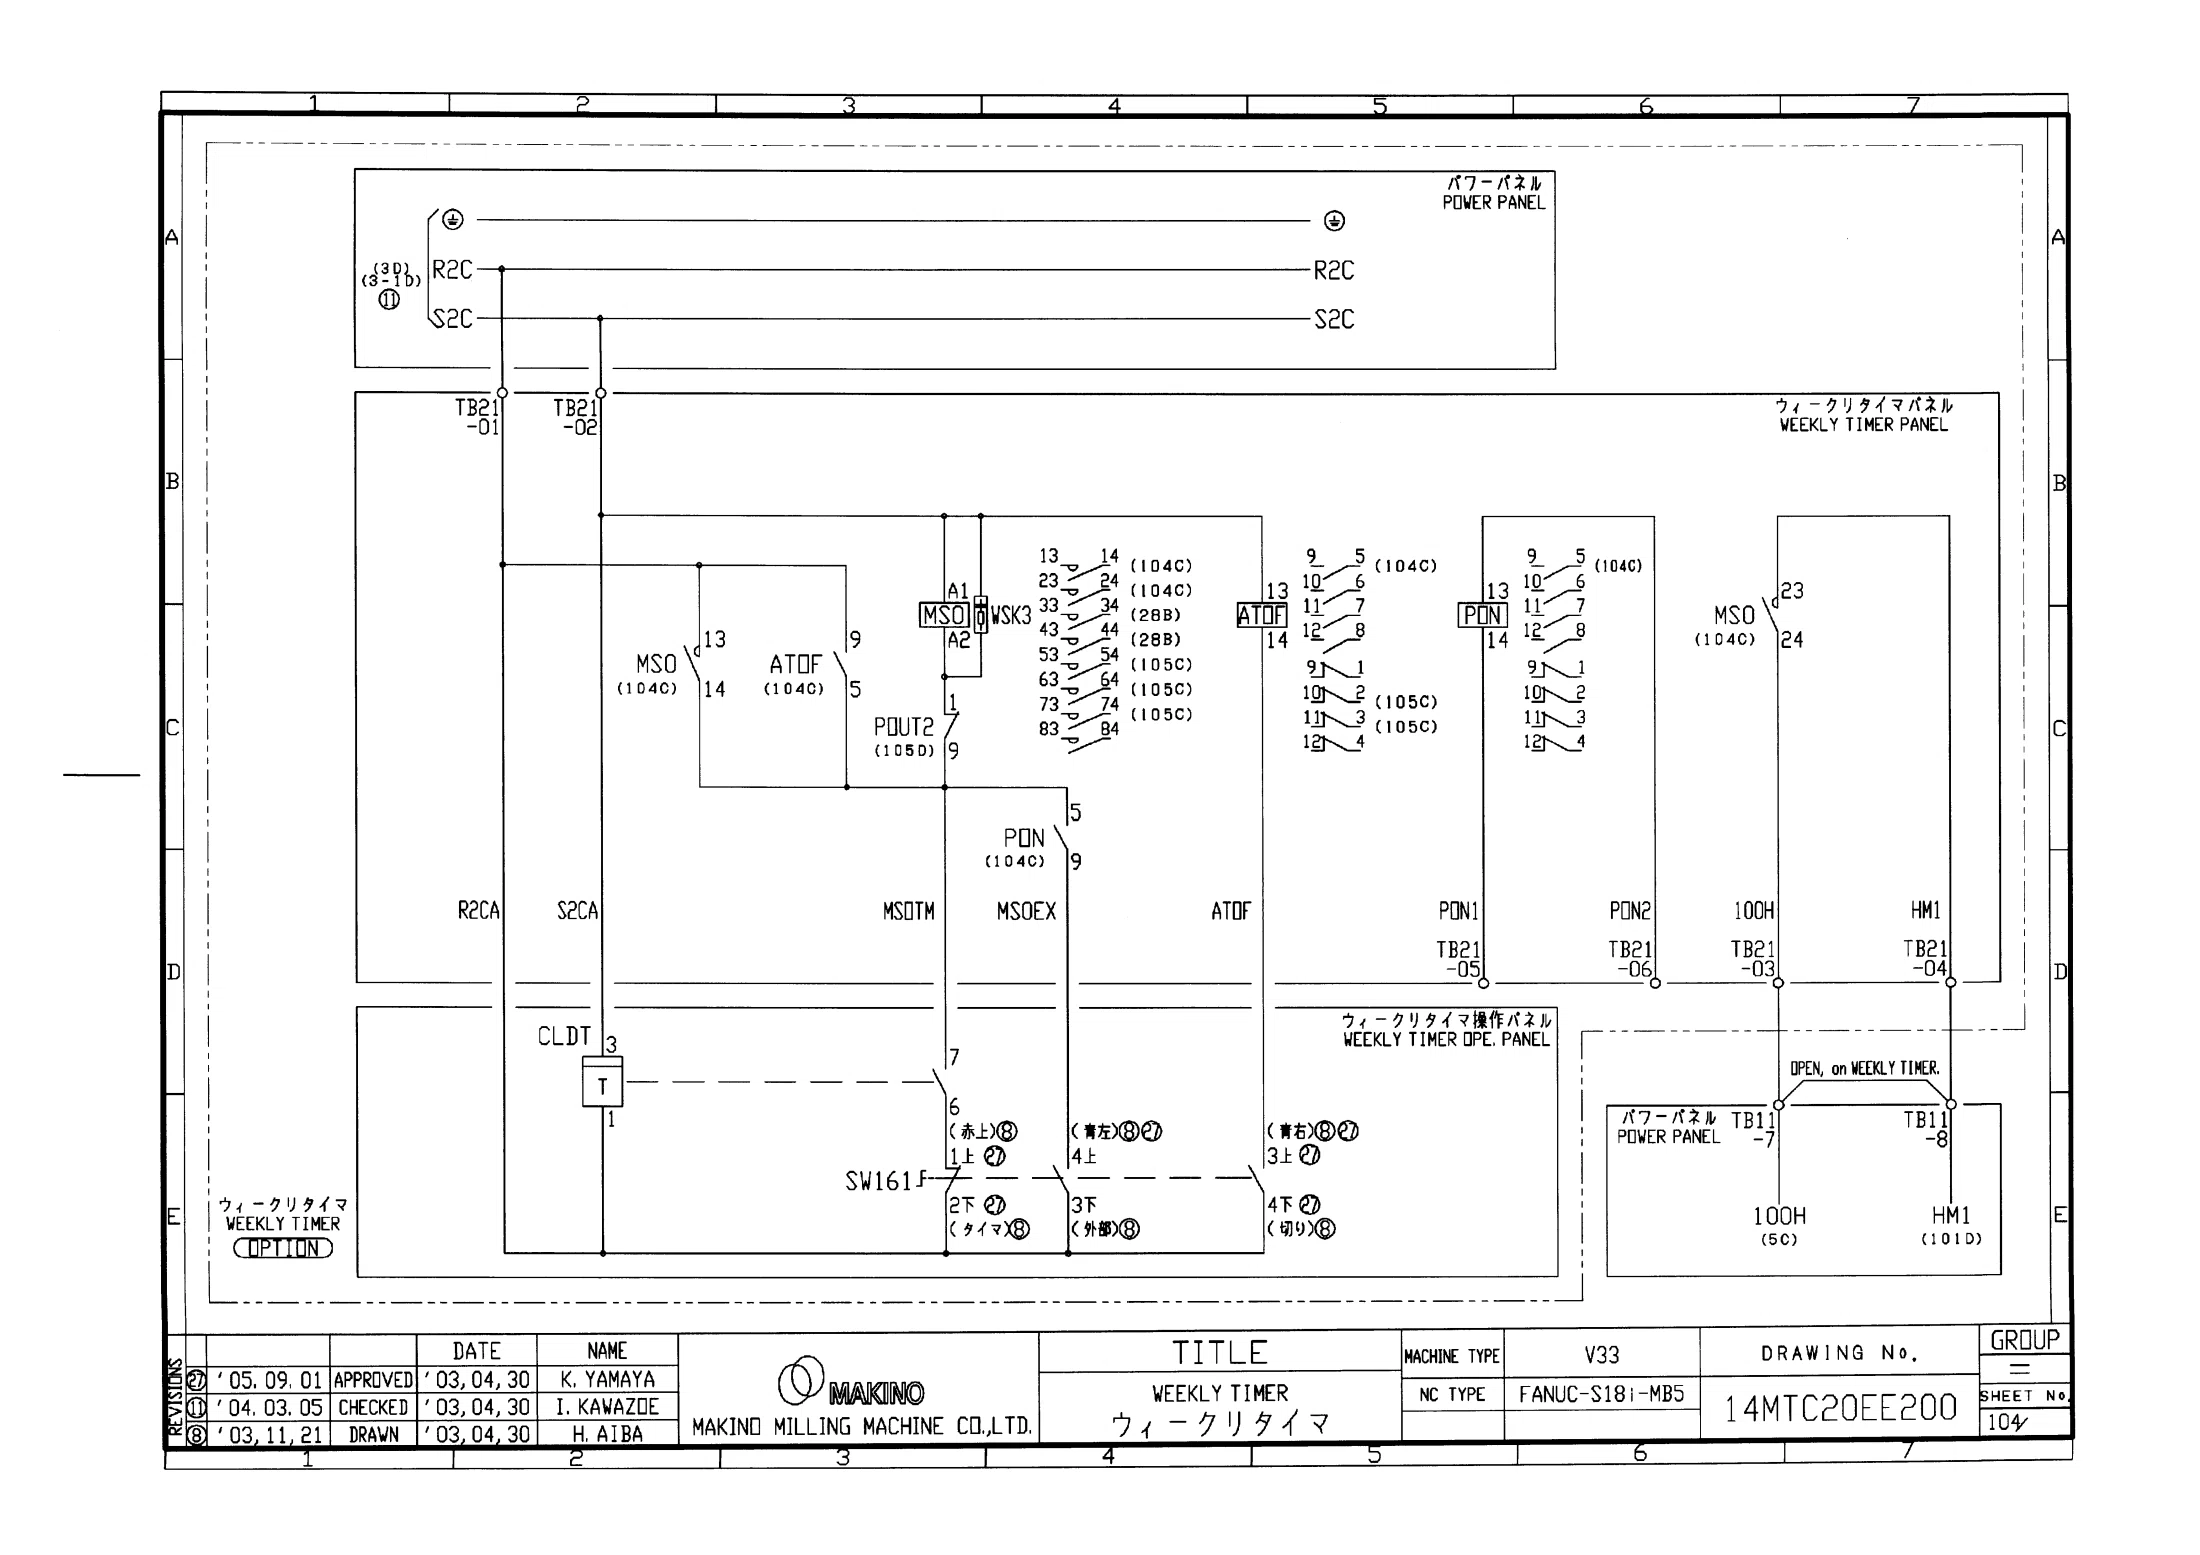 1 2 3 4 5 6 7
A A
B B
C C
D D
E E
パワーパネル
POWER PANEL
(3D)
(3-1D)
⑪
R2C R2C
S2C S2C
TB21
-01
TB21
-02
ウィークリタイマパネル
WEEKLY TIMER PANEL
MSO
(104C)
13
14
ATOF
(104C)
9
5
A1
MSO
A2
WSK3
1
POUT2
(105D)
9
13 14 (104C)
23 24 (104C)
33 34 (28B)
43 44 (28B)
53 54 (105C)
63 64 (105C)
73 74 (105C)
83 84
13
ATOF
14
9 5 (104C)
10 6
11 7
12 8
9 1
10 2 (105C)
11 3 (105C)
12 4
13
PON
14
9 5 (104C)
10 6
11 7
12 8
9 1
10 2
11 3
12 4
MSO
(104C)
23
24
5
PON
(104C)
9
R2CA S2CA MSOTM MSOEX ATOF PON1 PON2 100H HM1
TB21
-05
TB21
-06
TB21
-03
TB21
-04
ウィークリタイマ操作パネル
WEEKLY TIMER OPE. PANEL
CLDT
3
T
1
7
6
(赤上)⑧
1上 ㉗
SW161
2下 ㉗
(タイマ)⑧
(青左)⑧㉗
4上
3下
(外部)⑧
(青右)⑧㉗
3上 ㉗
4下 ㉗
(切り)⑧
OPEN, on WEEKLY TIMER.
パワーパネル
POWER PANEL
TB11
-7
TB11
-8
100H
(5C)
HM1
(101D)
ウィークリタイマ
WEEKLY TIMER
OPTION
REVISIONS
DATE NAME
㉗ '05.09.01 APPROVED '03,04,30 K. YAMAYA
⑪ '04.03.05 CHECKED '03,04,30 I. KAWAZOE
⑧ '03,11,21 DRAWN '03,04,30 H. AIBA
MAKINO
MAKINO MILLING MACHINE CO.,LTD.
TITLE
WEEKLY TIMER
ウィークリタイマ
MACHINE TYPE V33
NC TYPE FANUC-S18i-MB5
DRAWING No.
14MTC20EE200
GROUP
=
SHEET No.
104/
1 2 3 4 5 6 7